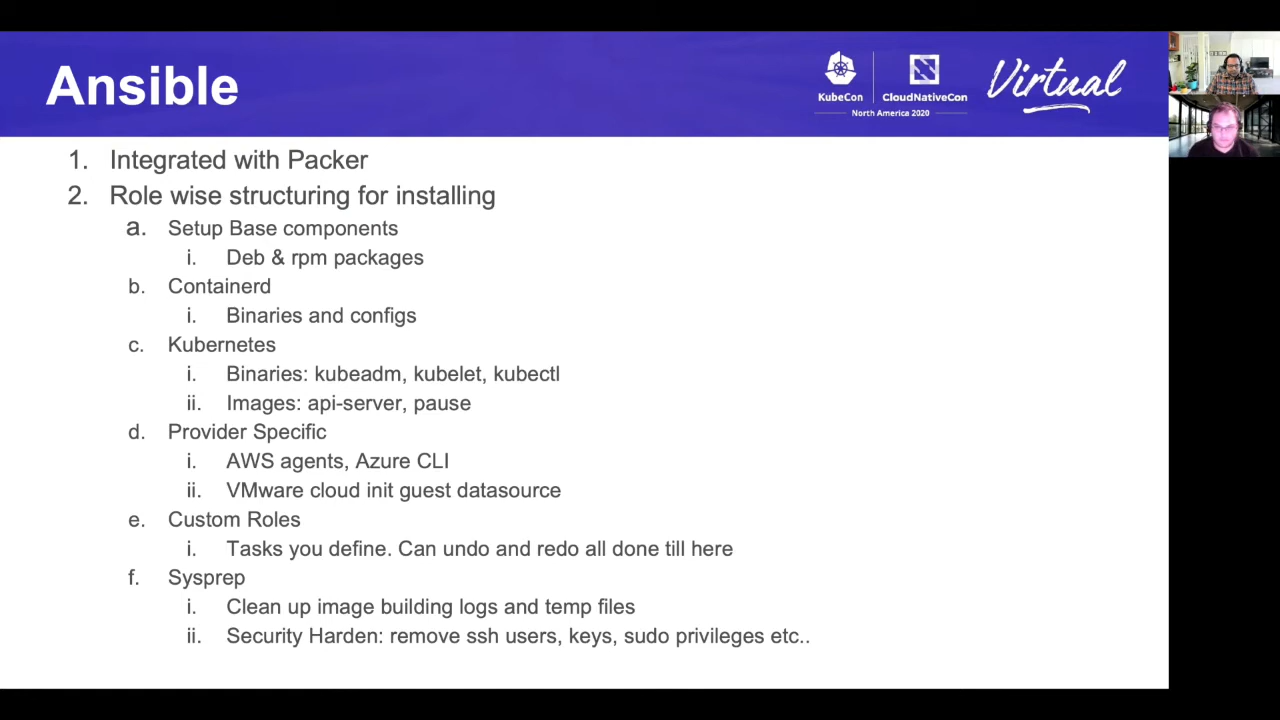 Ansible
KubeCon
CloudNativeCon
North America 2020
Virtual
1. Integrated with Packer
2. Role wise structuring for installing
a. Setup Base components
i. Deb & rpm packages
b. Containerd
i. Binaries and configs
c. Kubernetes
i. Binaries: kubeadm, kubelet, kubectl
ii. Images: api-server, pause
d. Provider Specific
i. AWS agents, Azure CLI
ii. VMware cloud init guest datasource
e. Custom Roles
i. Tasks you define. Can undo and redo all done till here
f. Sysprep
i. Clean up image building logs and temp files
ii. Security Harden: remove ssh users, keys, sudo privileges etc..